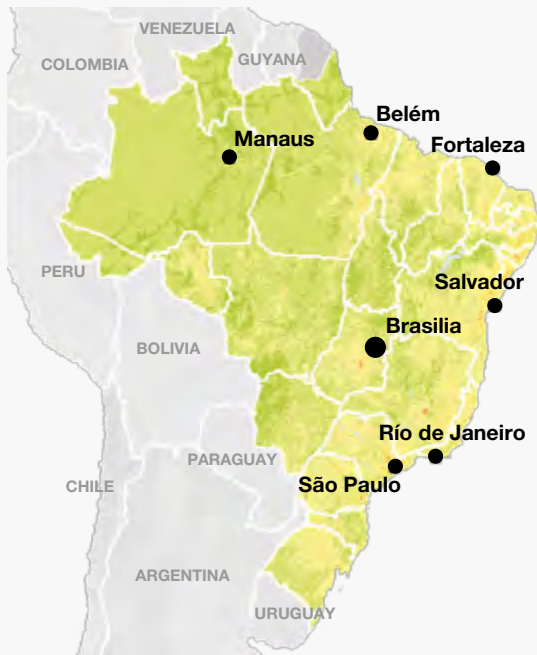 VENEZUELA
GUYANA
COLOMBIA
Belém
Manaus
Fortaleza
PERU
Salvador
Brasilia
BOLIVIA
Río de Janeiro
PARAGUAY
São Paulo
CHILE
ARGENTINA
URUGUAY